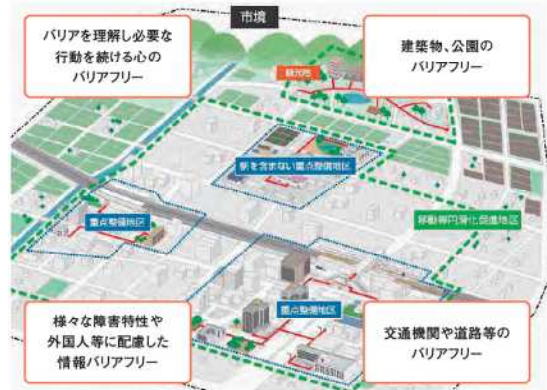 市境
バリアを理解し必要な
行動を続ける心の
バリアフリー
建築物、公園の
バリアフリー
観光地
駅を含まない重点整備地区
重点整備地区
移動等円滑化促進地区
重点整備地区
様々な障害特性や
外国人等に配慮した
情報バリアフリー
交通機関や道路等の
バリアフリー